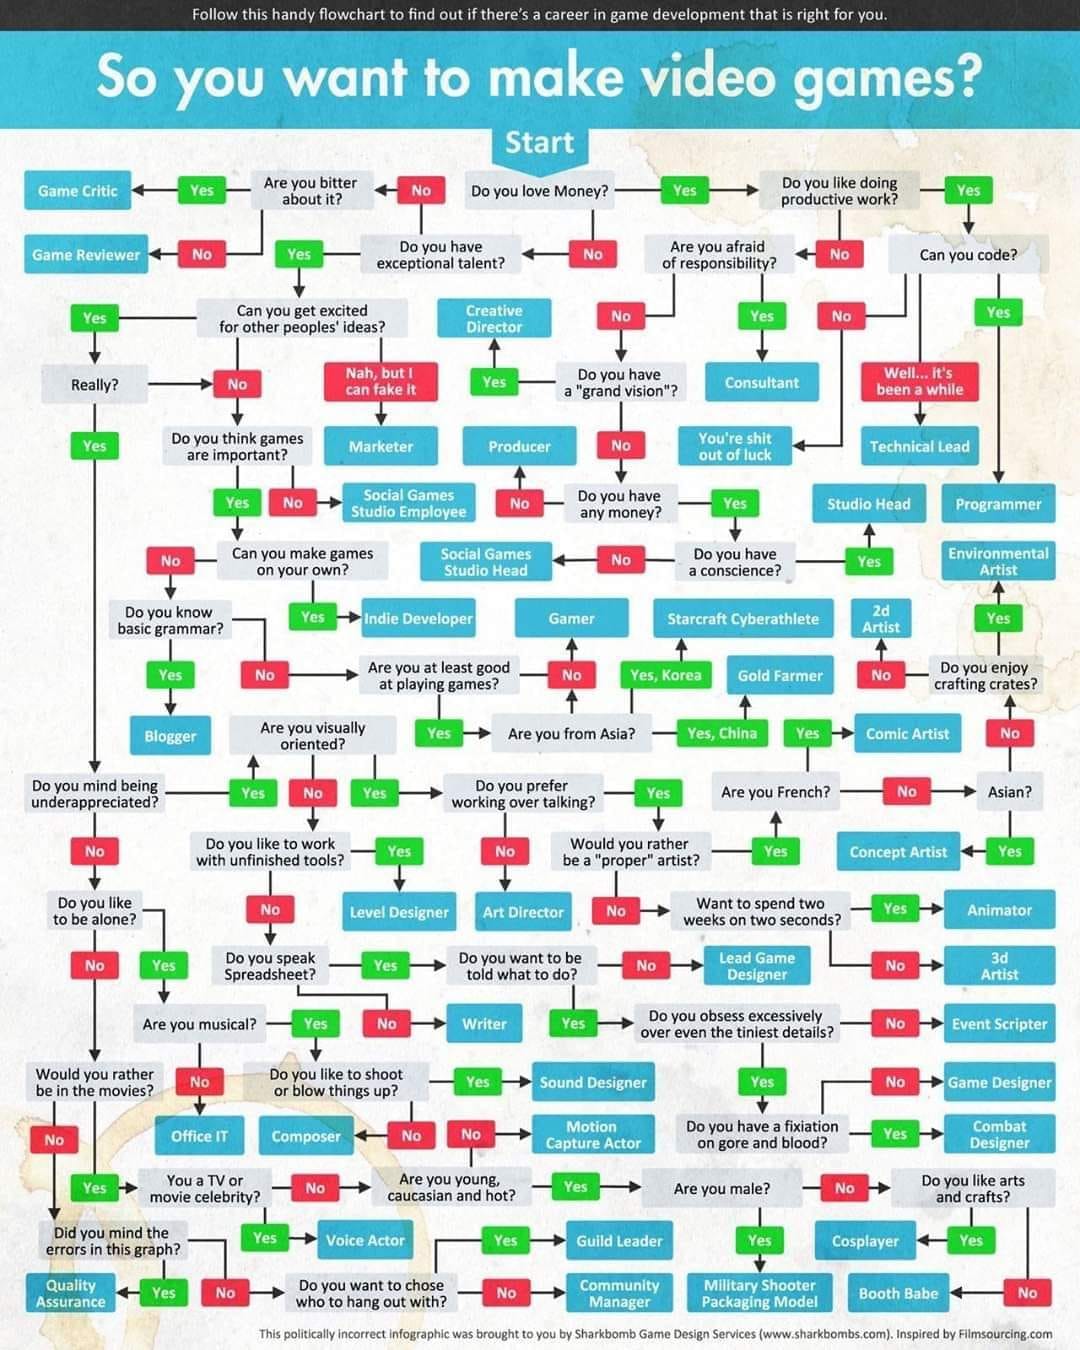 Follow this handy flowchart to find out if there's a career in game development that is right for you.
So you want to make video games?
Start
Game Critic
Yes
Are you bitter
about it?
No
Do you love Money?
Yes
Do you like doing
productive work?
Yes
Game Reviewer
No
Yes
Do you have
exceptional talent?
No
Are you afraid
of responsibility?
No
Can you code?
Yes
Can you get excited
for other peoples' ideas?
Creative
Director
No
Yes
No
Yes
Really?
No
Nah, but I
can fake it
Yes
Do you have
a "grand vision"?
Consultant
Well... it's
been a while
Yes
Do you think games
are important?
Marketer
Producer
No
You're shit
out of luck
Technical Lead
Yes
No
Social Games
Studio Employee
No
Do you have
any money?
Yes
Studio Head
Programmer
No
Can you make games
on your own?
Social Games
Studio Head
No
Do you have
a conscience?
Yes
Environmental
Artist
Do you know
basic grammar?
Yes
Indie Developer
Gamer
Starcraft Cyberathlete
2d
Artist
Yes
Yes
No
Are you at least good
at playing games?
No
Yes, Korea
Gold Farmer
No
Do you enjoy
crafting crates?
Blogger
Are you visually
oriented?
Yes
Are you from Asia?
Yes, China
Yes
Comic Artist
No
Do you mind being
underappreciated?
Yes
No
Yes
Do you prefer
working over talking?
Yes
Are you French?
No
Asian?
No
Do you like to work
with unfinished tools?
Yes
No
Would you rather
be a "proper" artist?
Yes
Concept Artist
Yes
Do you like
to be alone?
No
Level Designer
Art Director
No
Want to spend two
weeks on two seconds?
Yes
Animator
No
Yes
Do you speak
Spreadsheet?
Yes
Do you want to be
told what to do?
No
Lead Game
Designer
No
3d
Artist
Are you musical?
Yes
No
Writer
Yes
Do you obsess excessively
over even the tiniest details?
No
Event Scripter
Would you rather
be in the movies?
No
Do you like to shoot
or blow things up?
Yes
Sound Designer
Yes
No
Game Designer
No
Office IT
Composer
No
No
Motion
Capture Actor
Do you have a fixiation
on gore and blood?
Yes
Combat
Designer
Yes
You a TV or
movie celebrity?
No
Are you young,
caucasian and hot?
Yes
Are you male?
No
Do you like arts
and crafts?
Did you mind the
errors in this graph?
Yes
Voice Actor
Yes
Guild Leader
Yes
Cosplayer
Yes
Quality
Assurance
Yes
No
Do you want to chose
who to hang out with?
No
Community
Manager
Military Shooter
Packaging Model
Booth Babe
No
This politically incorrect infographic was brought to you by Sharkbomb Game Design Services (www.sharkbombs.com). Inspired by Filmsourcing.com